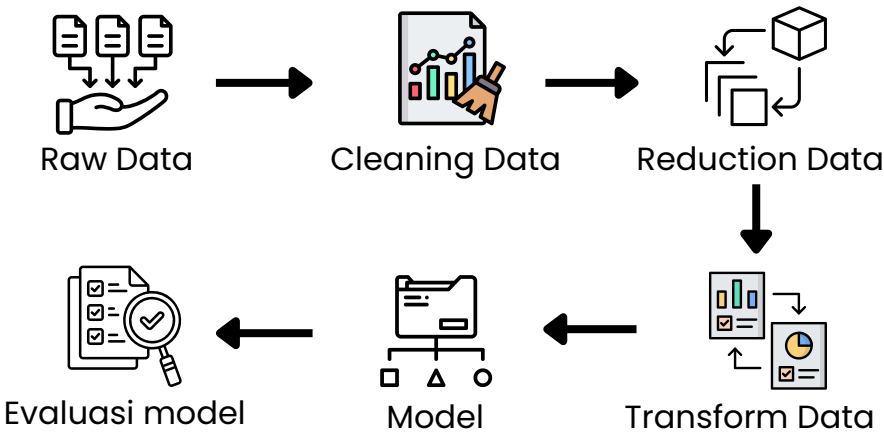 Raw Data
Cleaning Data
Reduction Data
Evaluasi model
Model
Transform Data